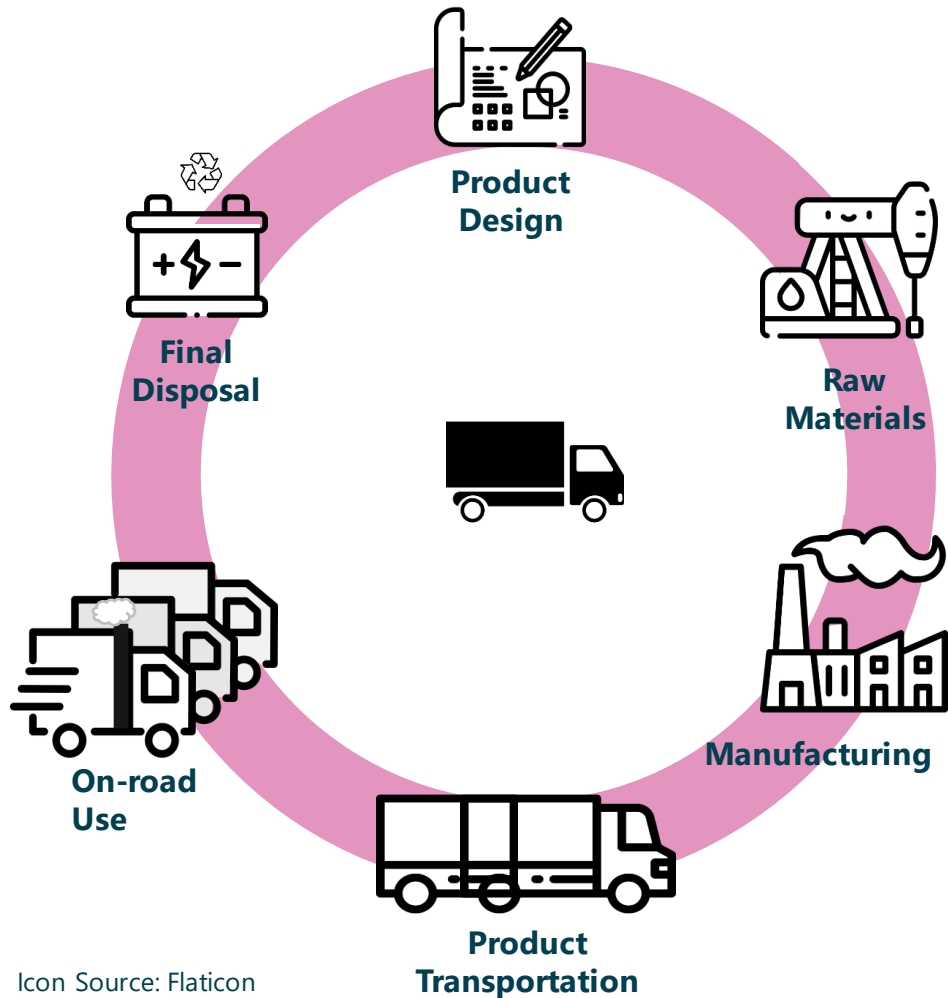 Product
Design
Raw
Materials
Manufacturing
Product
Transportation
On-road
Use
Final
Disposal
Icon Source: Flaticon